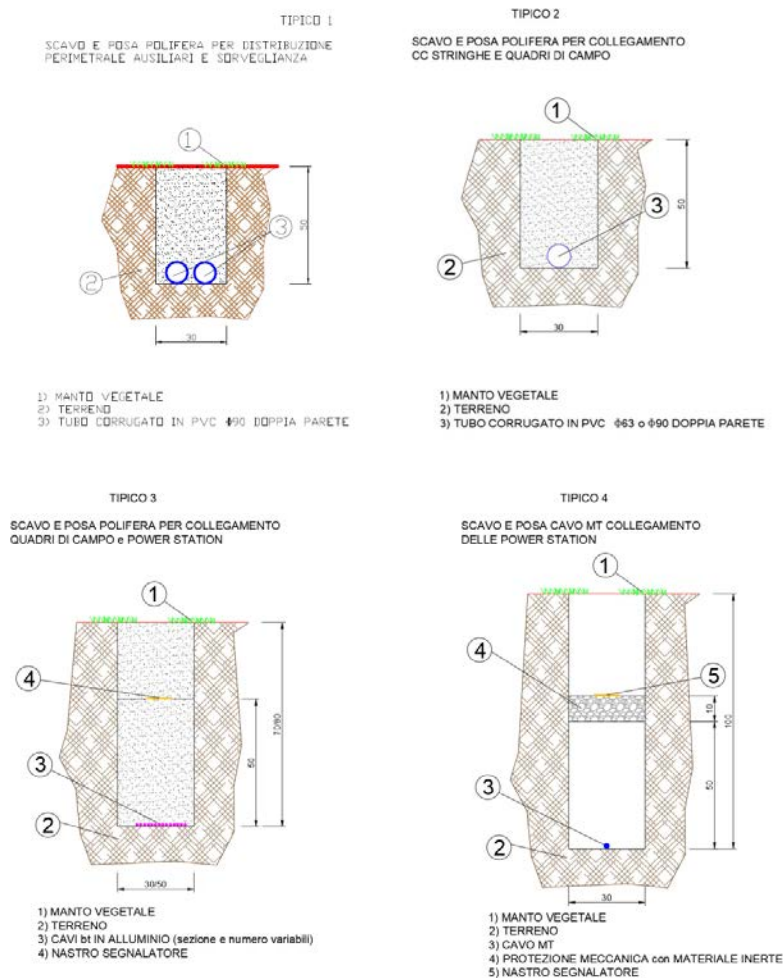 TIPICO 1
SCAVO E POSA POLIFERA PER DISTRIBUZIONE
PERIMETRALE AUSILIARI E SORVEGLIANZA
1
3
2
50
30
1) MANTO VEGETALE
2) TERRENO
3) TUBO CORRUGATO IN PVC ϕ90 DOPPIA PARETE
TIPICO 2
SCAVO E POSA POLIFERA PER COLLEGAMENTO
CC STRINGHE E QUADRI DI CAMPO
1
3
2
50
30
1) MANTO VEGETALE
2) TERRENO
3) TUBO CORRUGATO IN PVC ϕ63 o ϕ90 DOPPIA PARETE
TIPICO 3
SCAVO E POSA POLIFERA PER COLLEGAMENTO
QUADRI DI CAMPO e POWER STATION
1
4
3
2
70/80
30/50
1) MANTO VEGETALE
2) TERRENO
3) CAVI bt IN ALLUMINIO (sezione e numero variabili)
4) NASTRO SEGNALATORE
TIPICO 4
SCAVO E POSA CAVO MT COLLEGAMENTO
DELLE POWER STATION
1
4
5
3
2
10
50
100
30
1) MANTO VEGETALE
2) TERRENO
3) CAVO MT
4) PROTEZIONE MECCANICA con MATERIALE INERTE
5) NASTRO SEGNALATORE